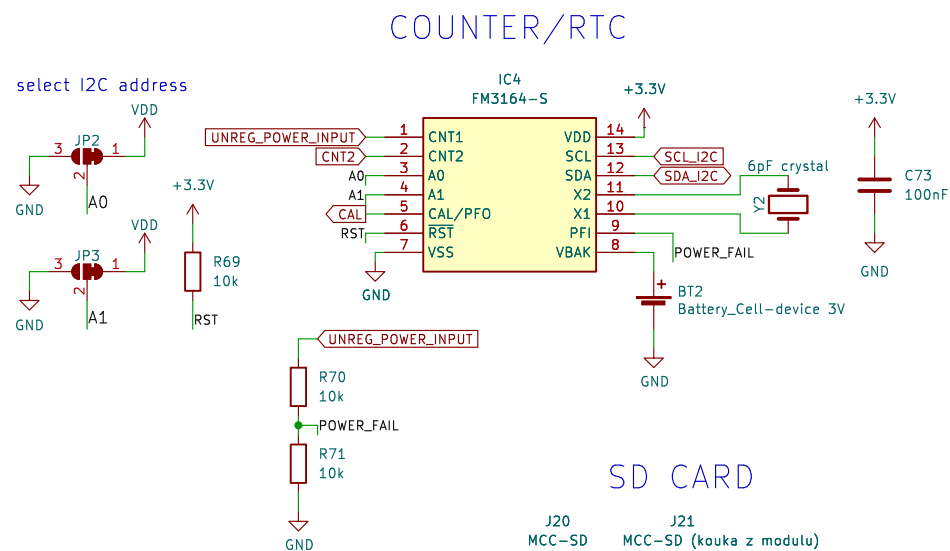 COUNTER/RTC
select I2C address
VDD
JP2
3
1
2
GND
A0
VDD
JP3
3
1
2
GND
A1
+3.3V
R69
10k
RST
IC4
FM3164-S
UNREG_POWER_INPUT
1
CNT1
CNT2
2
CNT2
A0
3
A0
A1
4
A1
CAL
5
CAL/PFO
RST
6
RST
7
VSS
GND
+3.3V
VDD
14
SCL
13
SCL_I2C
SDA
12
SDA_I2C
X2
11
X1
10
PFI
9
POWER_FAIL
VBAK
8
6pF crystal
Y2
BT2
Battery_Cell-device 3V
GND
+3.3V
C73
100nF
GND
UNREG_POWER_INPUT
R70
10k
POWER_FAIL
R71
10k
GND
SD CARD
J20
MCC-SD
J21
MCC-SD (kouka z modulu)